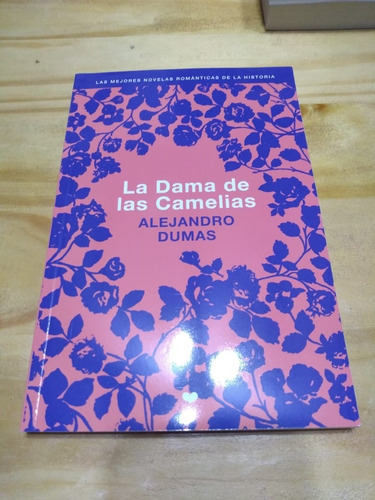 LAS MEJORES NOVELAS ROMÁNTICAS DE LA HISTORIA
La Dama de
las Camelias
ALEJANDRO
DUMAS